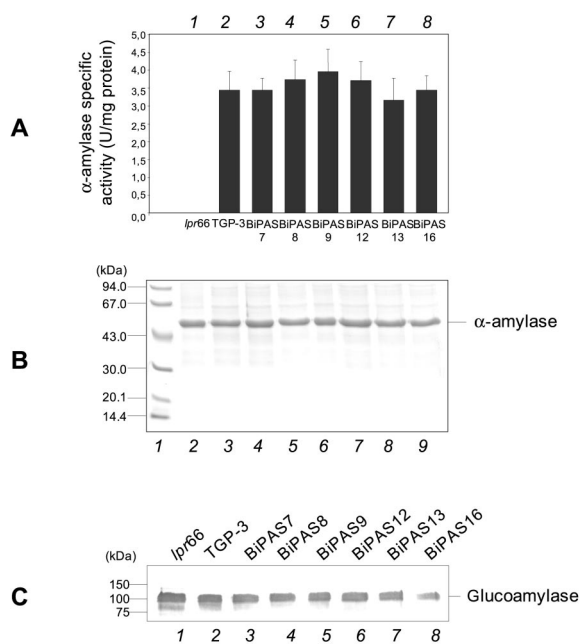 1 2 3 4 5 6 7 8
A
α-amylase specific
activity (U/mg protein)
5,0
4,5
4,0
3,5
3,0
2,5
2,0
1,5
1,0
0,5
0,0
lpr66 TGP-3 BiPAS BiPAS BiPAS BiPAS BiPAS BiPAS
7 8 9 12 13 16
B
(kDa)
94.0
67.0
43.0
30.0
20.1
14.4
α-amylase
1 2 3 4 5 6 7 8 9
C
lpr66 TGP-3 BiPAS7 BiPAS8 BiPAS9 BiPAS12 BiPAS13 BiPAS16
(kDa)
150
100
75
Glucoamylase
1 2 3 4 5 6 7 8